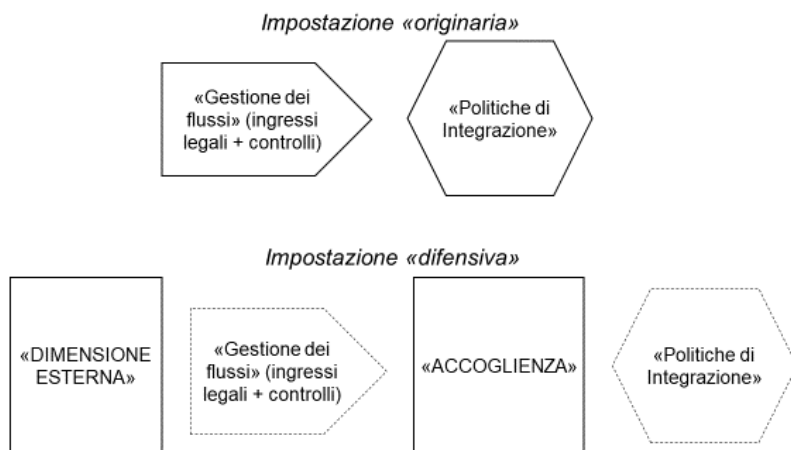 Impostazione «originaria»
«Gestione dei
flussi» (ingressi
legali + controlli)
«Politiche di
Integrazione»
Impostazione «difensiva»
«DIMENSIONE
ESTERNA»
«Gestione dei
flussi» (ingressi
legali + controlli)
«ACCOGLIENZA»
«Politiche di
Integrazione»